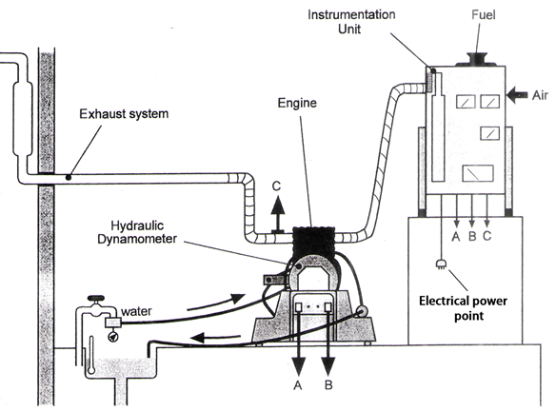 Instrumentation
Unit
Fuel
Air
Exhaust system
Engine
C
Hydraulic
Dynamometer
A B C
water
Electrical power
point
A B